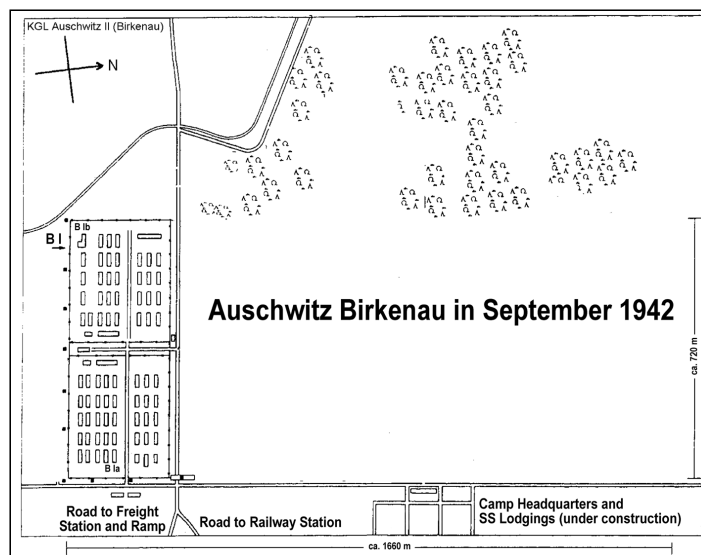 KGL Auschwitz II (Birkenau)
N
B Ib
B I
Auschwitz Birkenau in September 1942
ca. 720 m
B Ia
Road to Freight
Station and Ramp
Road to Railway Station
Camp Headquarters and
SS Lodgings (under construction)
ca. 1660 m